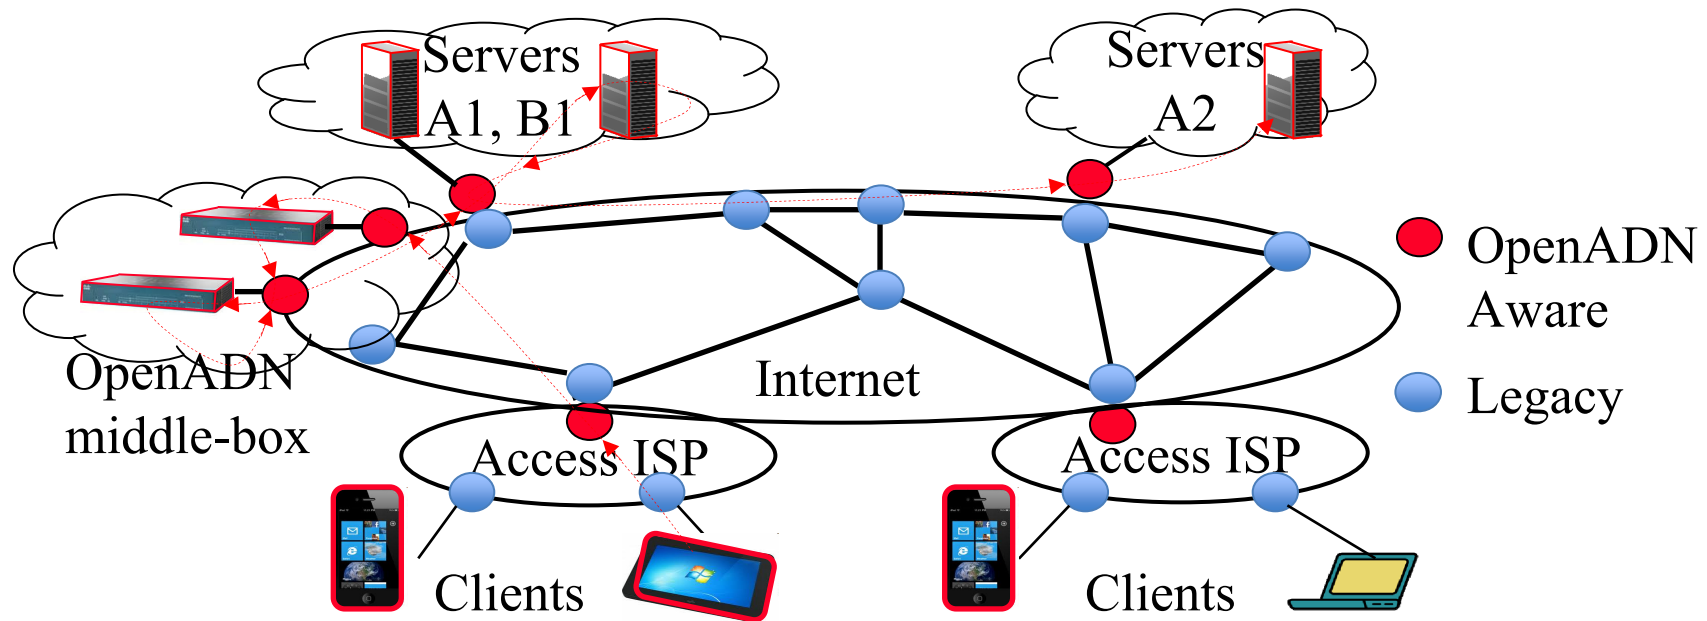 Servers
A1, B1
Servers
A2
OpenADN
Aware
Legacy
Internet
OpenADN
middle-box
Access ISP
Access ISP
Clients
Clients